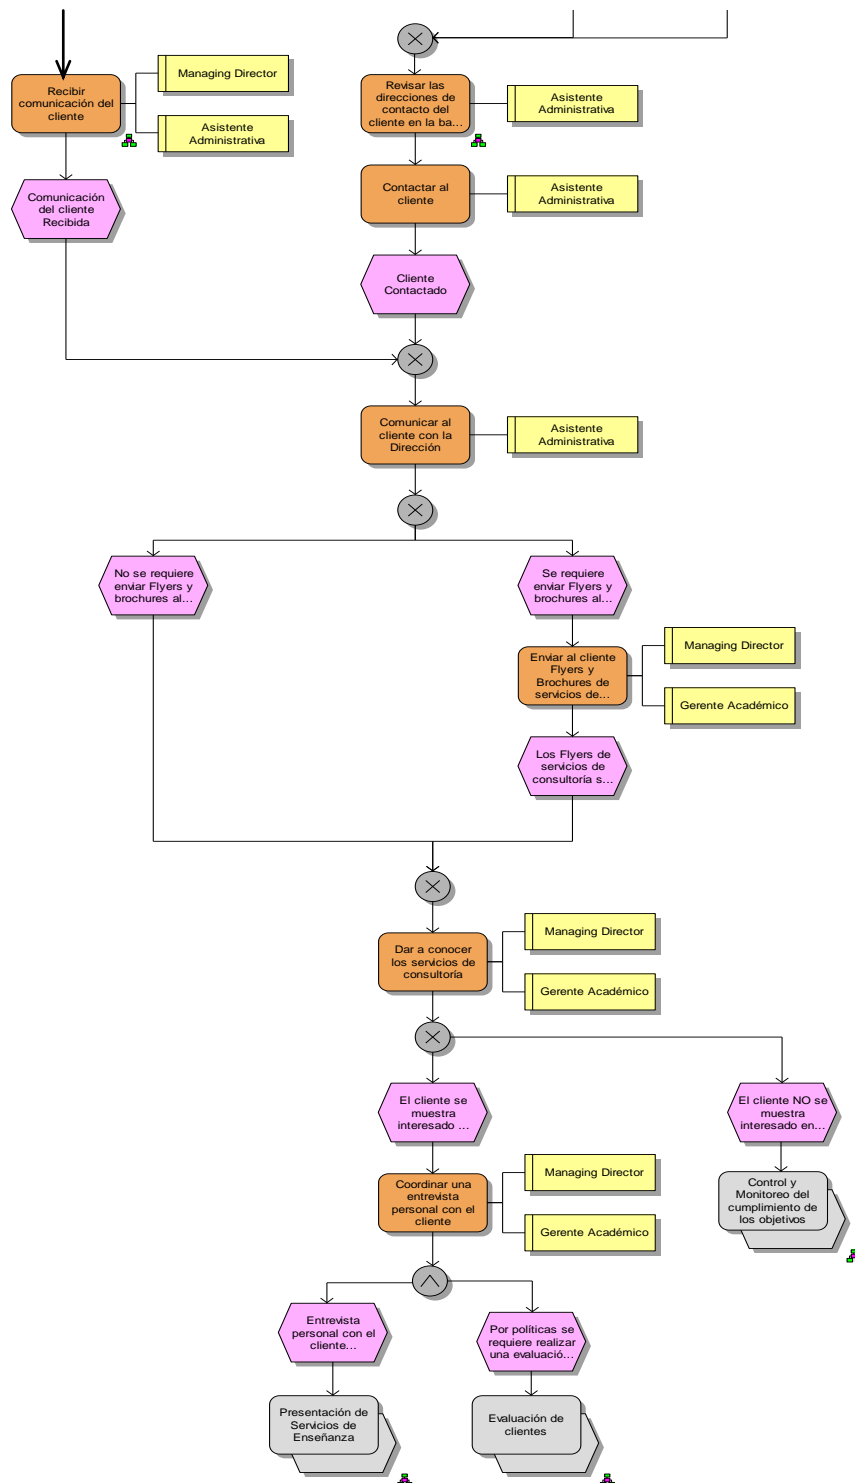 Recibir
comunicación del
cliente
Managing Director
Asistente
Administrativa
Revisar las
direcciones de
contacto del
cliente en la ba...
Asistente
Administrativa
Contactar al
cliente
Asistente
Administrativa
Comunicación
del cliente
Recibida
Cliente
Contactado
Comunicar al
cliente con la
Dirección
Asistente
Administrativa
No se requiere
enviar Flyers y
brochures al...
Se requiere
enviar Flyers y
brochures al...
Enviar al cliente
Flyers y
Brochures de
servicios de...
Managing Director
Gerente Académico
Los Flyers de
servicios de
consultoría s...
Dar a conocer
los servicios de
consultoría
Managing Director
Gerente Académico
El cliente se
muestra
interesado ...
El cliente NO se
muestra
interesado en...
Coordinar una
entrevista
personal con el
cliente
Managing Director
Gerente Académico
Control y
Monitoreo del
cumplimiento de
los objetivos
Entrevista
personal con el
cliente...
Por políticas se
requiere realizar
una evaluació...
Presentación de
Servicios de
Enseñanza
Evaluación de
clientes